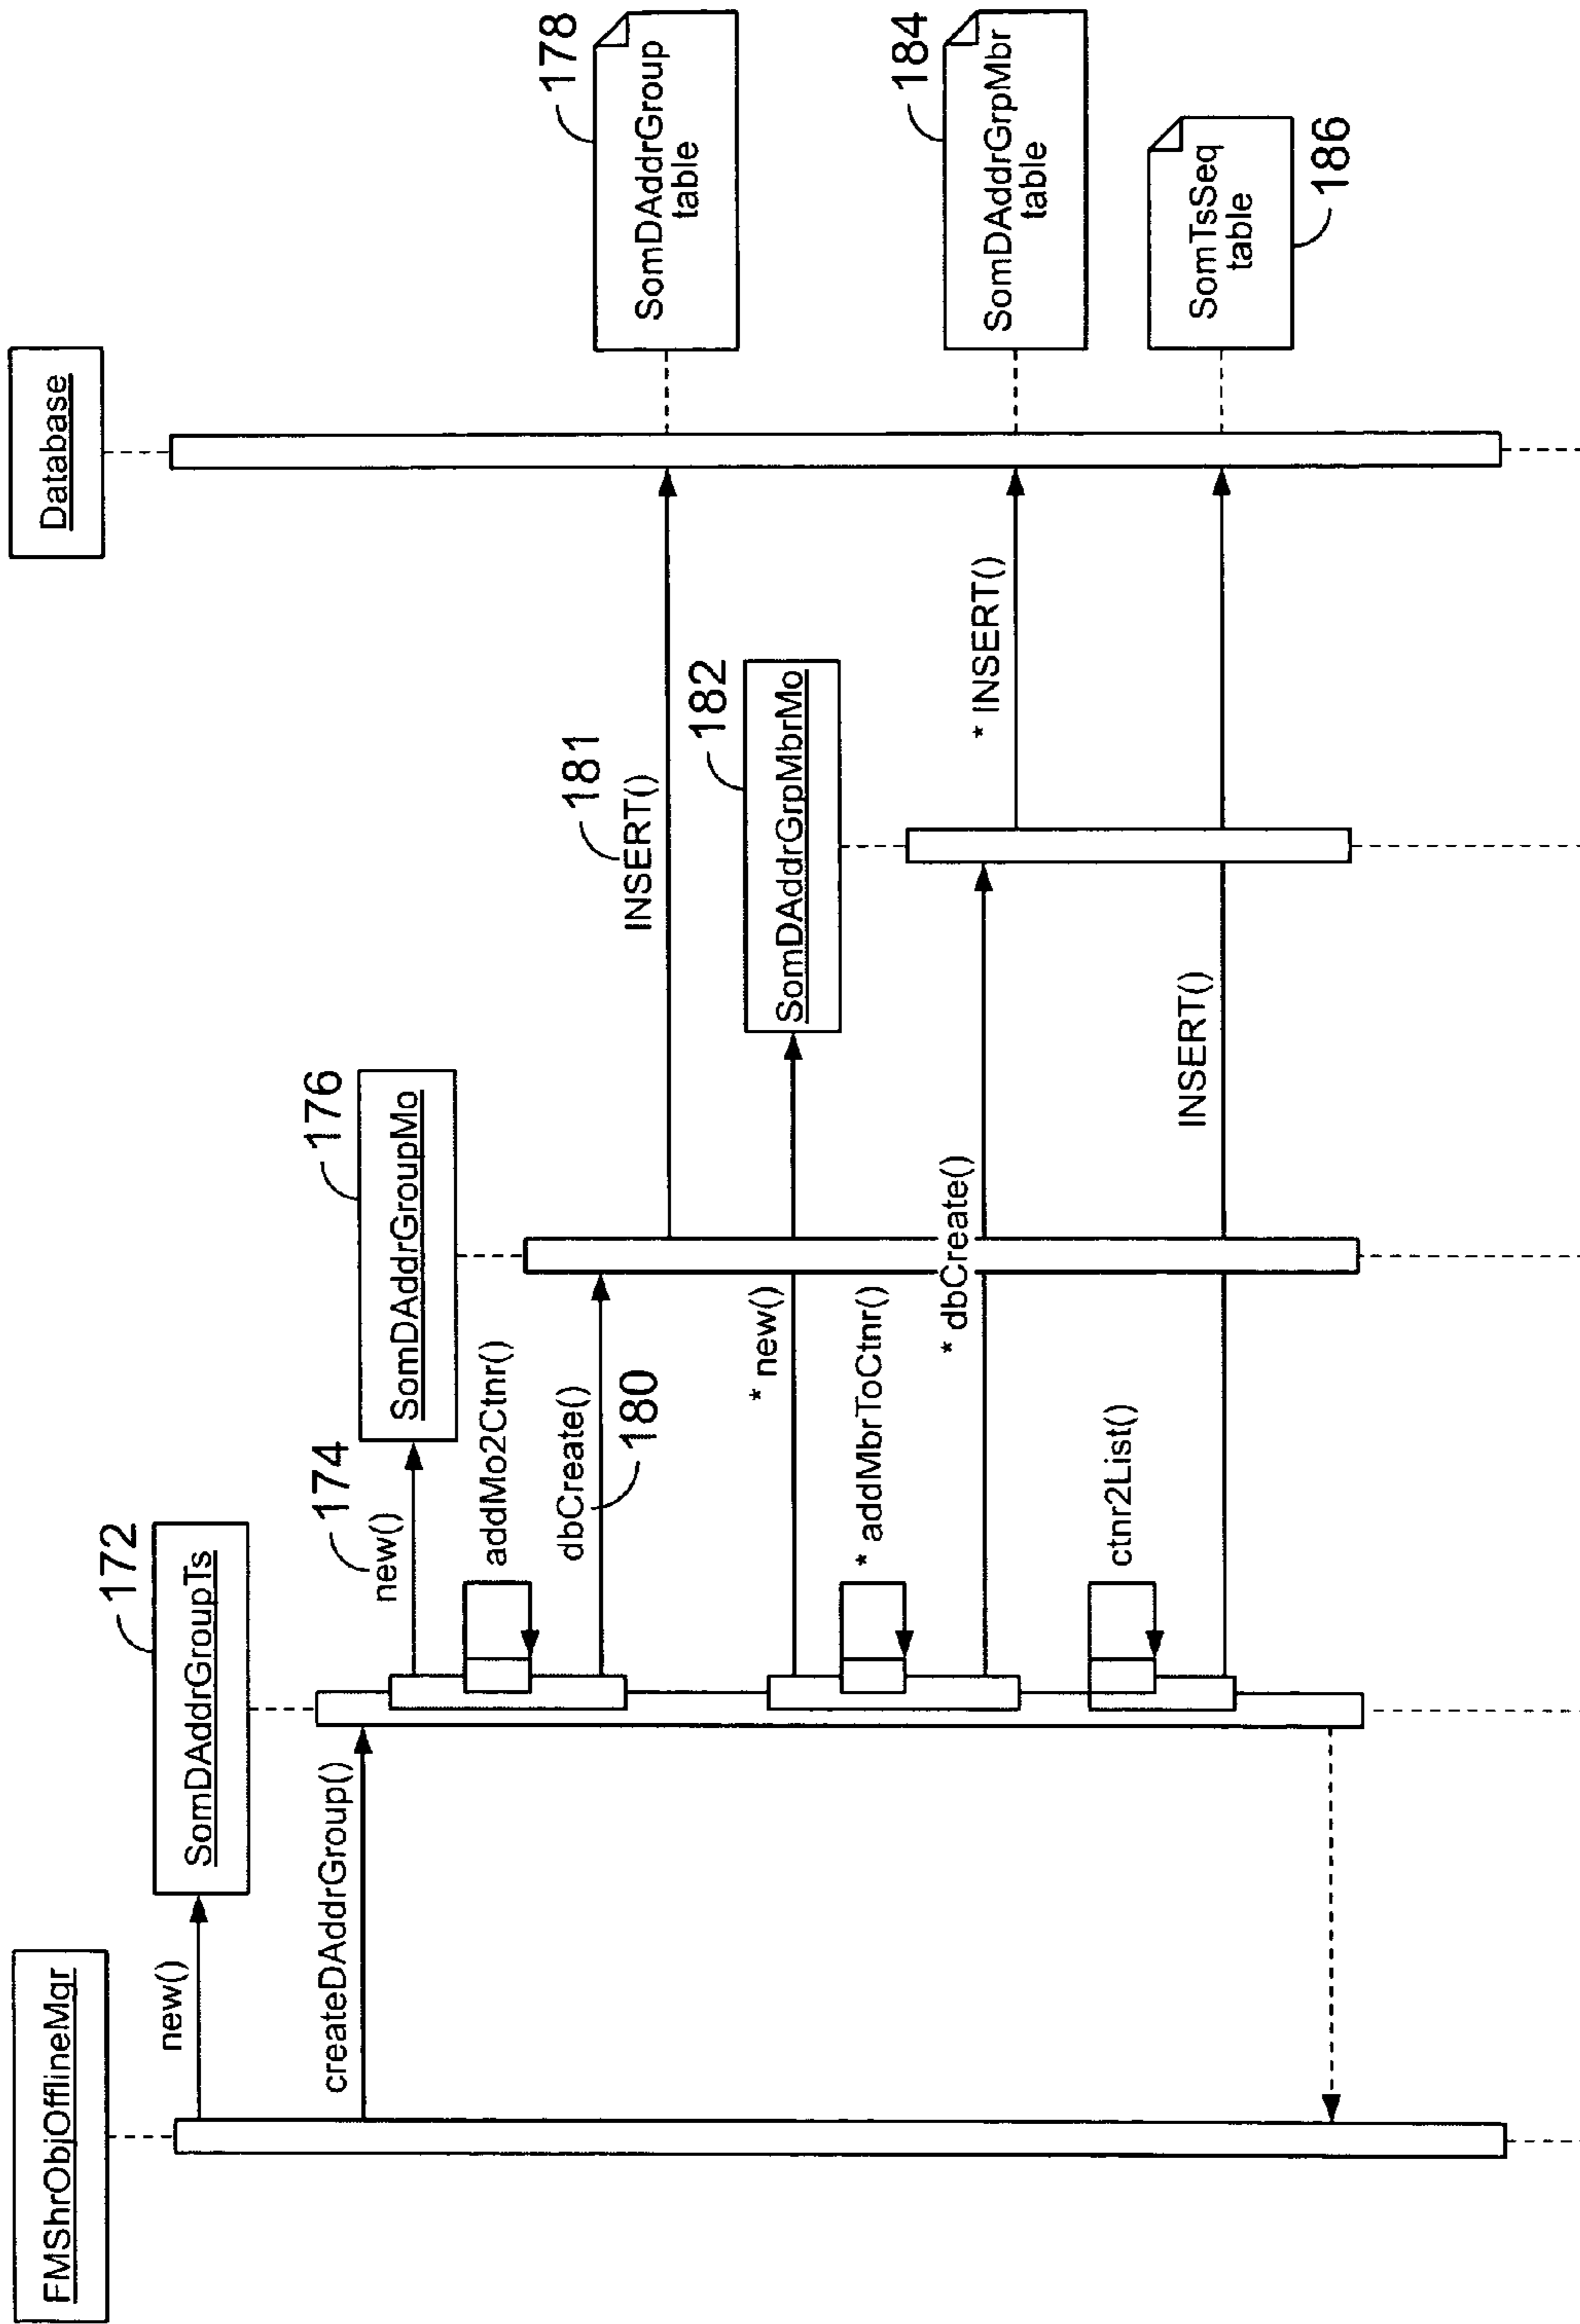 FMShrObjOfflineMgr
Database
new()
172
SomDAddrGroupTs
createDAddrGroup()
174
new()
176
SomDAddrGroupMo
addMo2Ctnr()
dbCreate()
180
181
INSERT()
178
SomDAddrGroup
table
* new()
182
SomDAddrGrpMbrMo
* addMbrToCtnr()
* dbCreate()
* INSERT()
184
SomDAddrGrpMbr
table
ctnr2List()
INSERT()
SomTsSeq
table
186